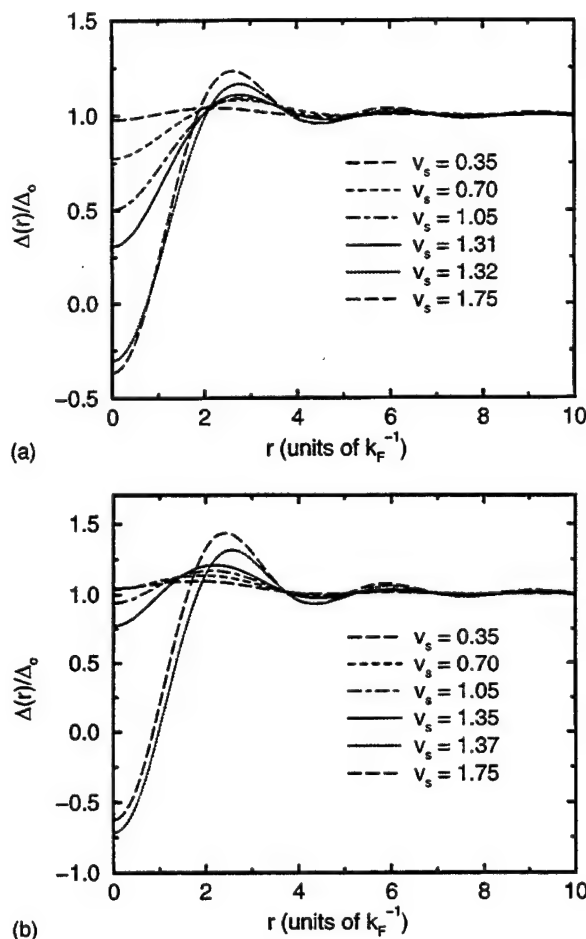 1.5
1.0
0.5
0.0
−0.5
Δ(r)/Δo
v_s = 0.35
v_s = 0.70
v_s = 1.05
v_s = 1.31
v_s = 1.32
v_s = 1.75
0 2 4 6 8 10
r (units of k_F^-1)
(a)
1.5
1.0
0.5
0.0
−0.5
−1.0
Δ(r)/Δo
v_s = 0.35
v_s = 0.70
v_s = 1.05
v_s = 1.35
v_s = 1.37
v_s = 1.75
0 2 4 6 8 10
r (units of k_F^-1)
(b)